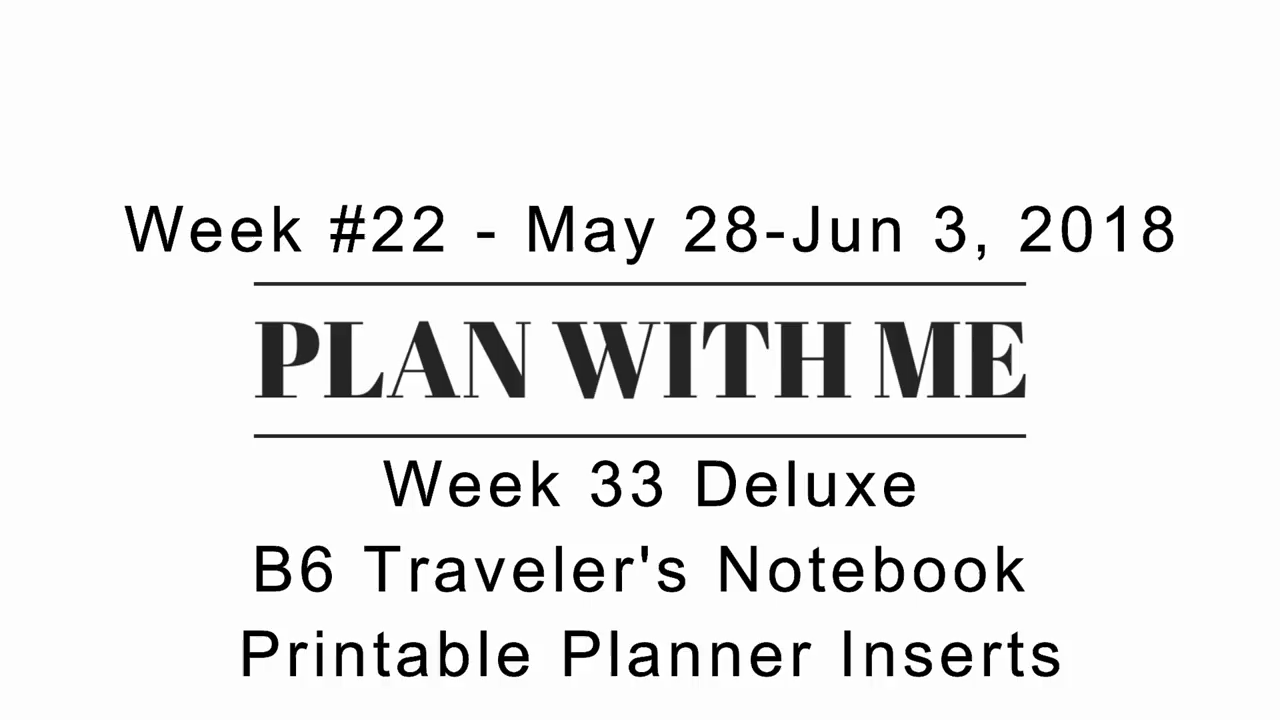 Week #22 - May 28-Jun 3, 2018
PLAN WITH ME
Week 33 Deluxe
B6 Traveler's Notebook
Printable Planner Inserts